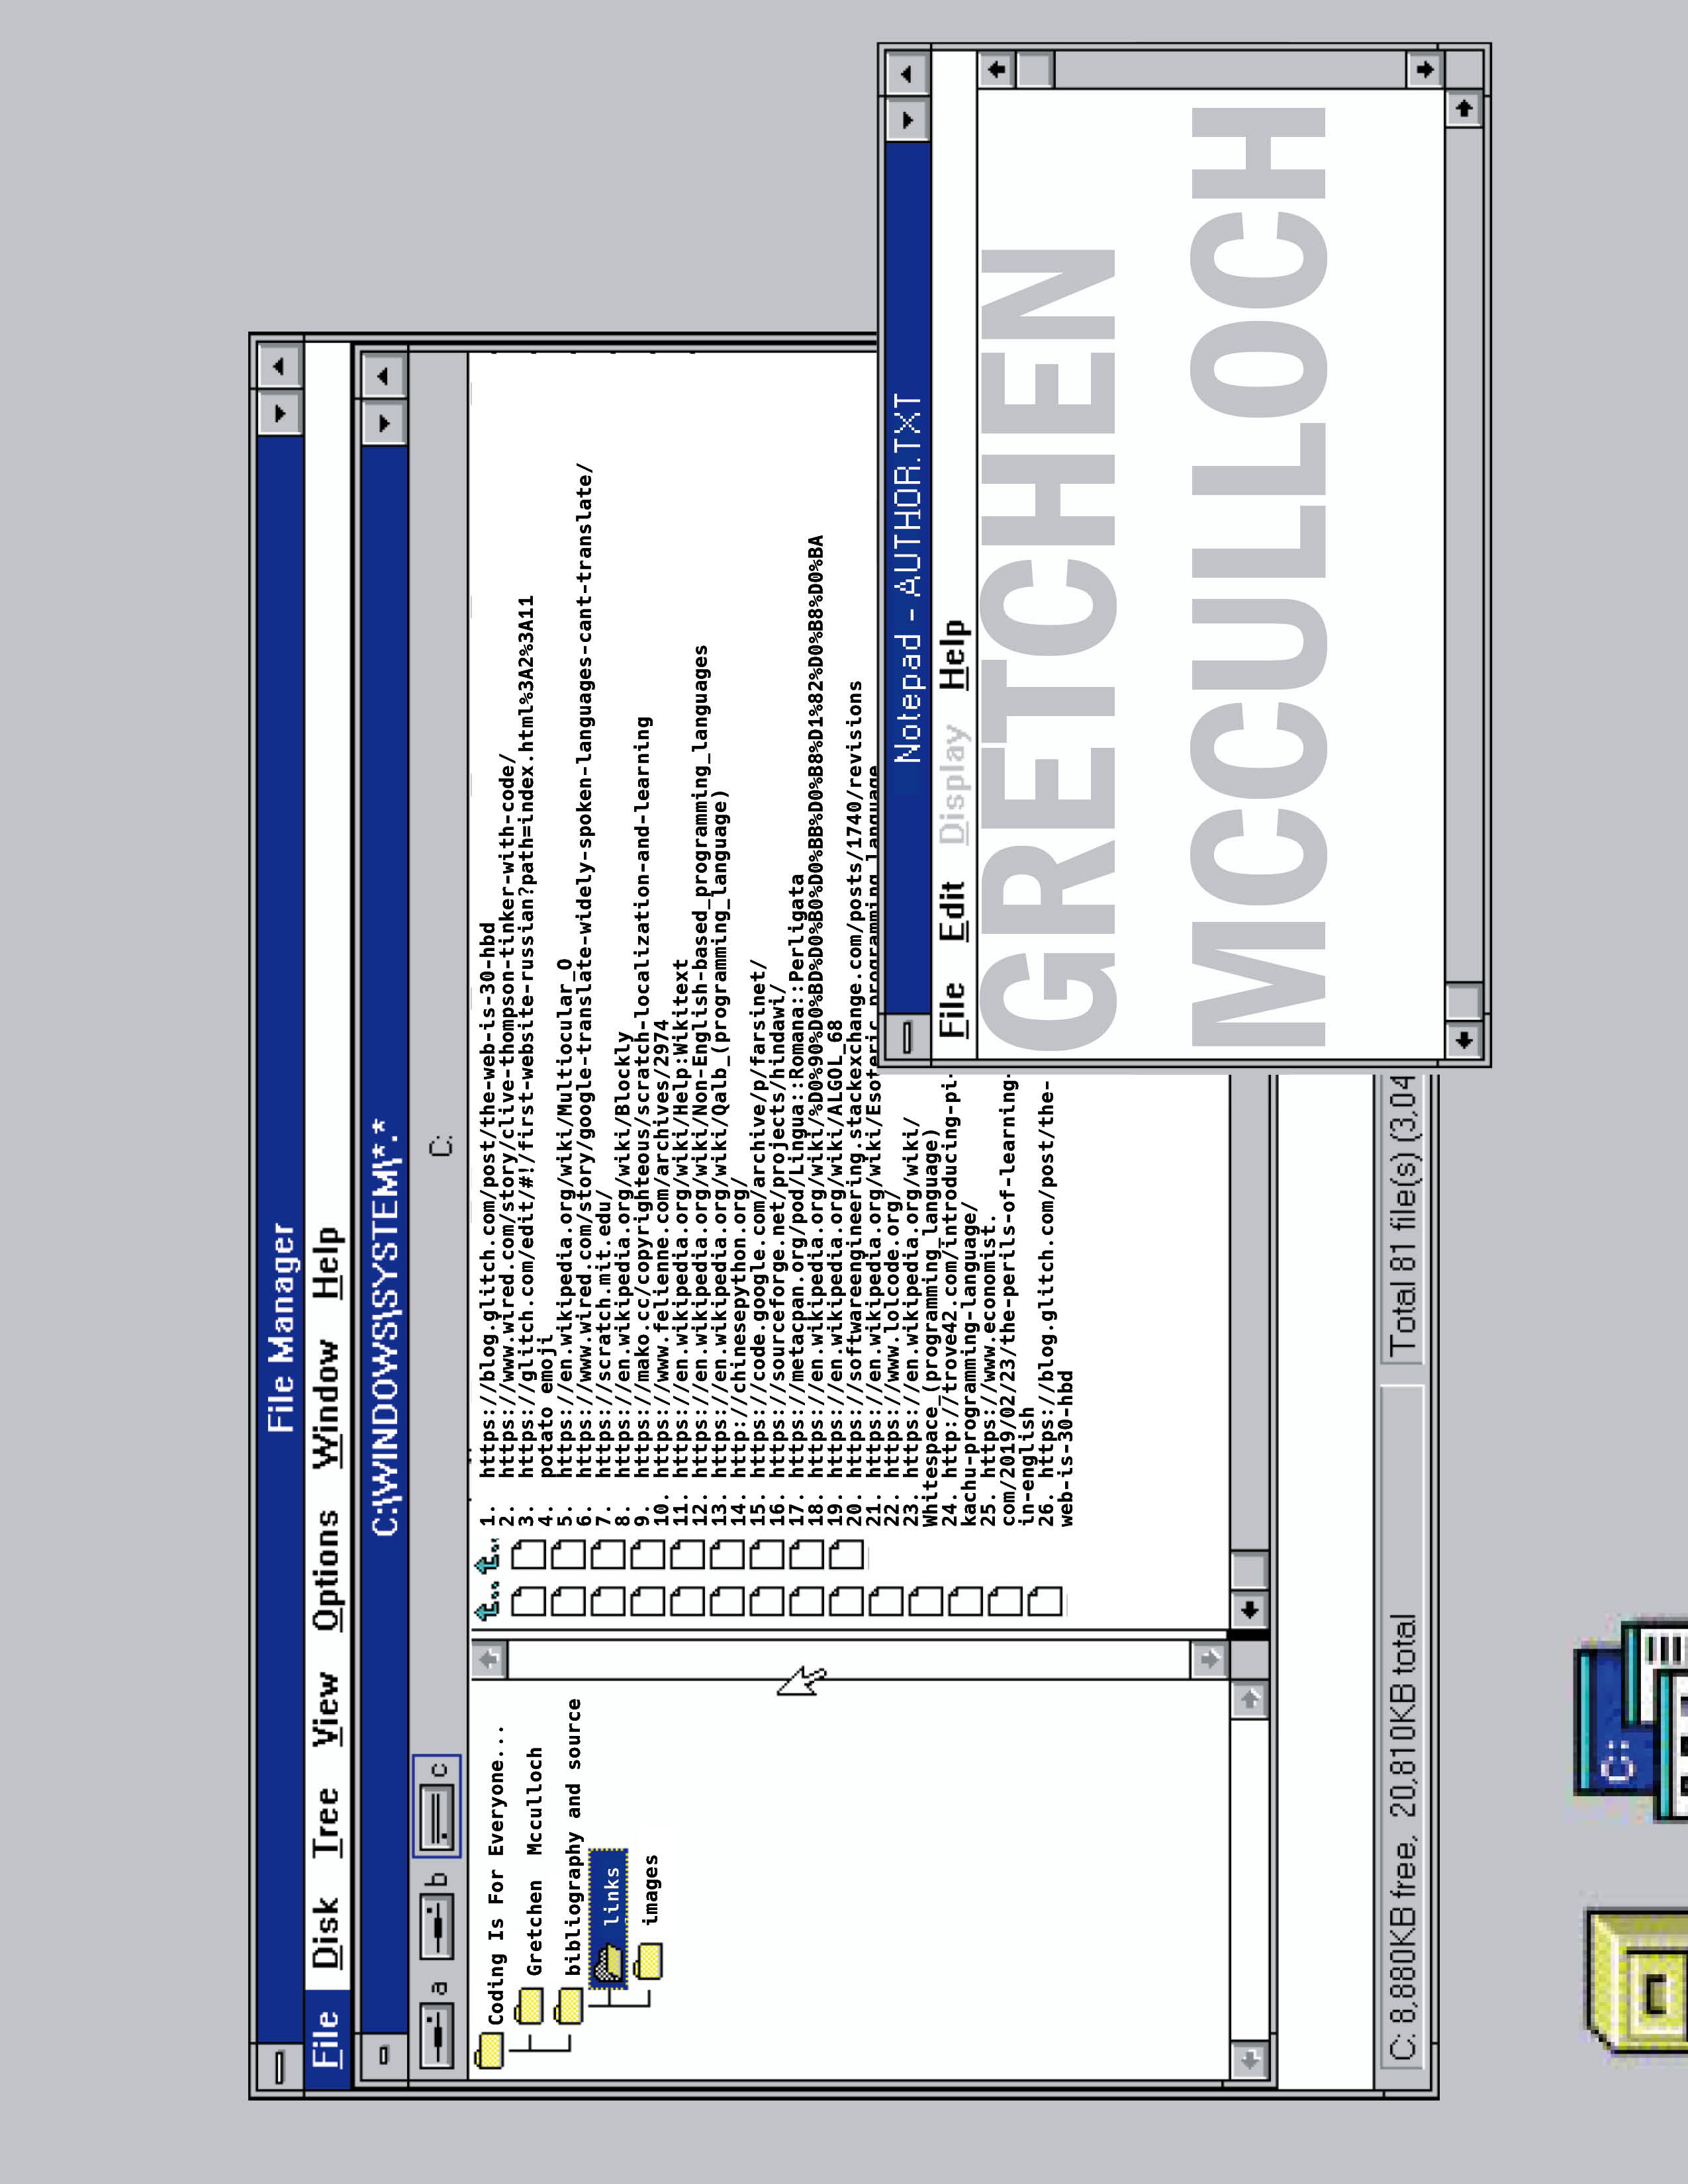 File Manager
File Disk Tree View Options Window Help
C:\WINDOWS\SYSTEM\*.*
a b c C:
Coding Is For Everyone...
Gretchen Mcculloch
bibliography and source
links
images
1. https://blog.glitch.com/post/the-web-is-30-hbd
2. https://www.wired.com/story/clive-thompson-tinker-with-code/
3. https://glitch.com/edit/#!/first-website-russian?path=index.html%3A2%3A11
4. potato emoji
5. https://en.wikipedia.org/wiki/Multiocular_O
6. https://www.wired.com/story/google-translate-widely-spoken-languages-cant-translate/
7. https://scratch.mit.edu/
8. https://en.wikipedia.org/wiki/Blockly
9. https://mako.cc/copyrighteous/scratch-localization-and-learning
10. https://www.felienne.com/archives/2974
11. https://en.wikipedia.org/wiki/Help:Wikitext
12. https://en.wikipedia.org/wiki/Non-English-based_programming_languages
13. https://en.wikipedia.org/wiki/Qalb_(programming_language)
14. http://chinesepython.org/
15. https://code.google.com/archive/p/farsinet/
16. https://sourceforge.net/projects/hindawi/
17. https://metacpan.org/pod/Lingua::Romana::Perligata
18. https://en.wikipedia.org/wiki/%D0%90%D0%BD%D0%B0%D0%BB%D0%B8%D1%82%D0%B8%D0%BA
19. https://en.wikipedia.org/wiki/ALGOL_68
20. https://softwareengineering.stackexchange.com/posts/1740/revisions
21. https://en.wikipedia.org/wiki/Esoteric_programming_language
22. https://www.lolcode.org/
23. https://en.wikipedia.org/wiki/
Whitespace_(programming_language)
24. http://trove42.com/introducing-pi-
kachu-programming-language/
25. https://www.economist.
com/2019/02/23/the-perils-of-learning-
in-english
26. https://blog.glitch.com/post/the-
web-is-30-hbd
C: 8,880KB free, 20,810KB total
Total 81 file(s) (3,04
Notepad - AUTHOR.TXT
File Edit Display Help
GRETCHEN
MCCULLOCH
C: